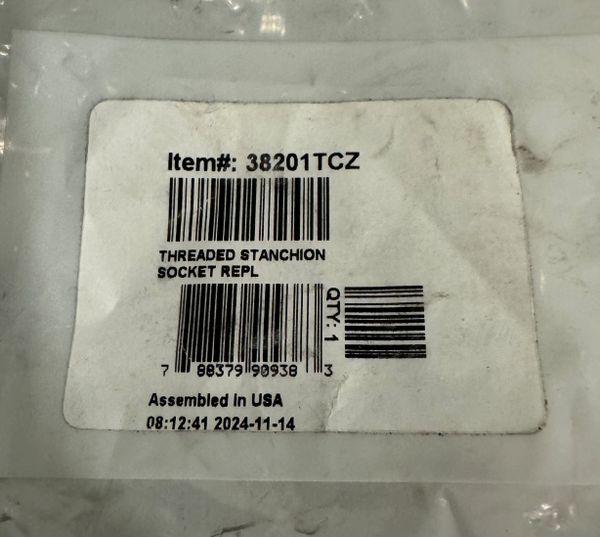 Item#: 38201TCZ
THREADED STANCHION
SOCKET REPL
QTY: 1
7 88379 90938 3
Assembled in USA
08:12:41 2024-11-14